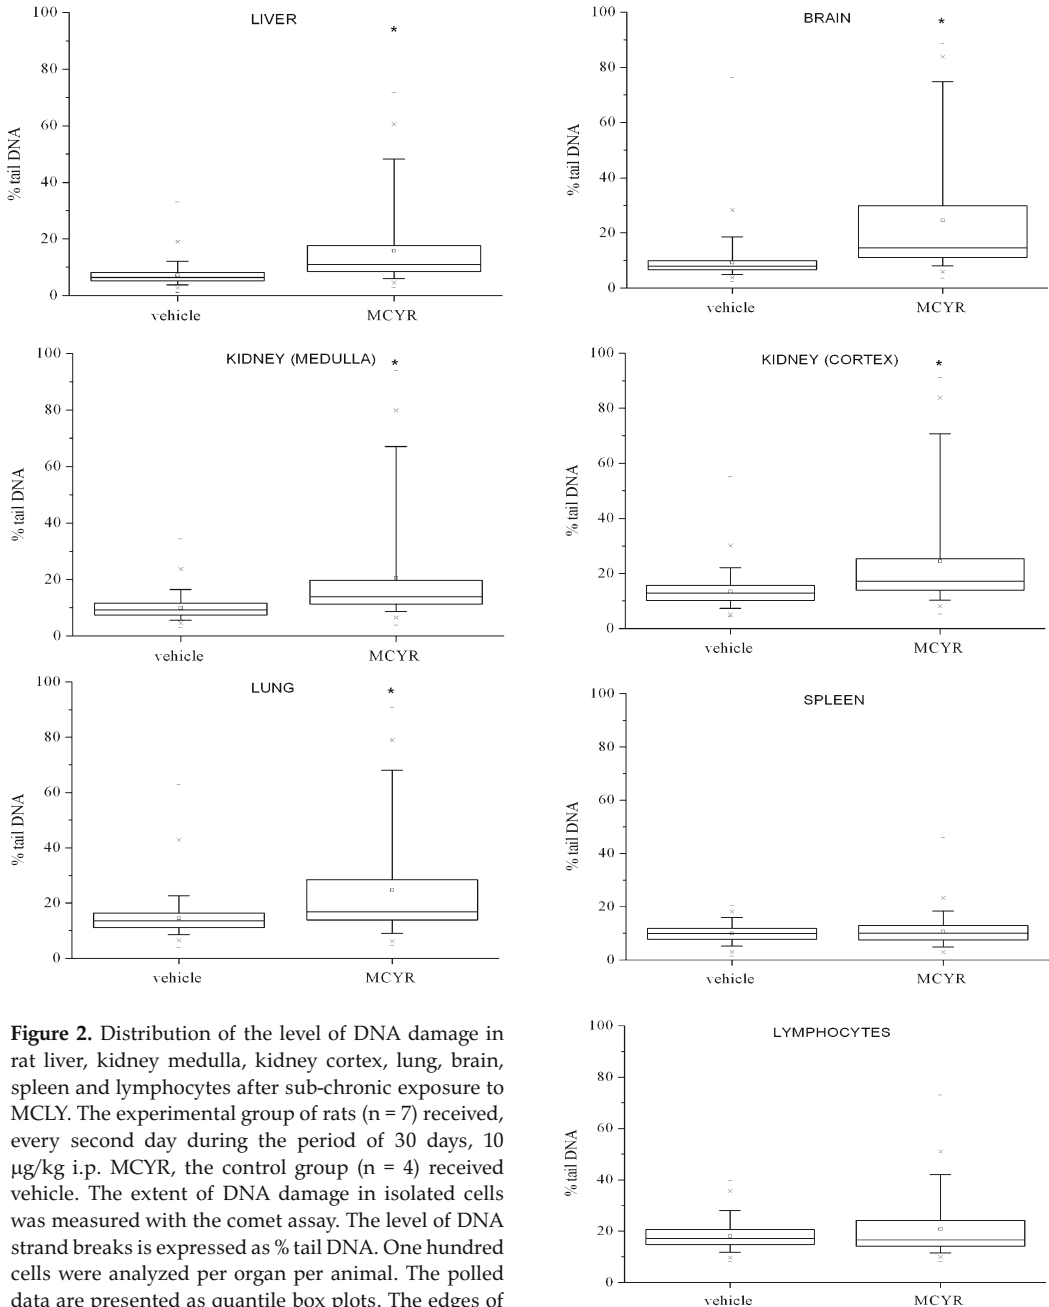 LIVER
*
100
80
60
40
20
0
% tail DNA
vehicle
MCYR
BRAIN
*
100
80
60
40
20
0
% tail DNA
vehicle
MCYR
KIDNEY (MEDULLA)
*
100
80
60
40
20
0
% tail DNA
vehicle
MCYR
KIDNEY (CORTEX)
*
100
80
60
40
20
0
% tail DNA
vehicle
MCYR
LUNG
*
100
80
60
40
20
0
% tail DNA
vehicle
MCYR
SPLEEN
100
80
60
40
20
0
% tail DNA
vehicle
MCYR
Figure 2. Distribution of the level of DNA damage in
rat liver, kidney medulla, kidney cortex, lung, brain,
spleen and lymphocytes after sub-chronic exposure to
MCLY. The experimental group of rats (n = 7) received,
every second day during the period of 30 days, 10
μg/kg i.p. MCYR, the control group (n = 4) received
vehicle. The extent of DNA damage in isolated cells
was measured with the comet assay. The level of DNA
strand breaks is expressed as % tail DNA. One hundred
cells were analyzed per organ per animal. The polled
data are presented as quantile box plots. The edges of
LYMPHOCYTES
100
80
60
40
20
0
% tail DNA
vehicle
MCYR